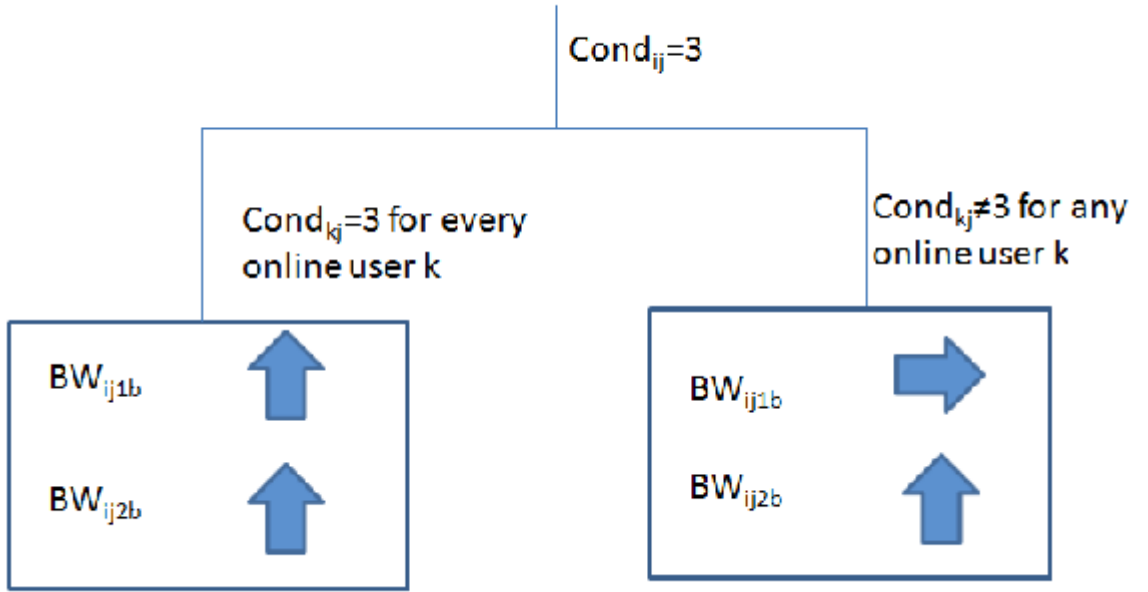 Cond_ij=3
Cond_kj=3 for every
online user k
Cond_kj≠3 for any
online user k
BW_ij1b
BW_ij2b
BW_ij1b
BW_ij2b